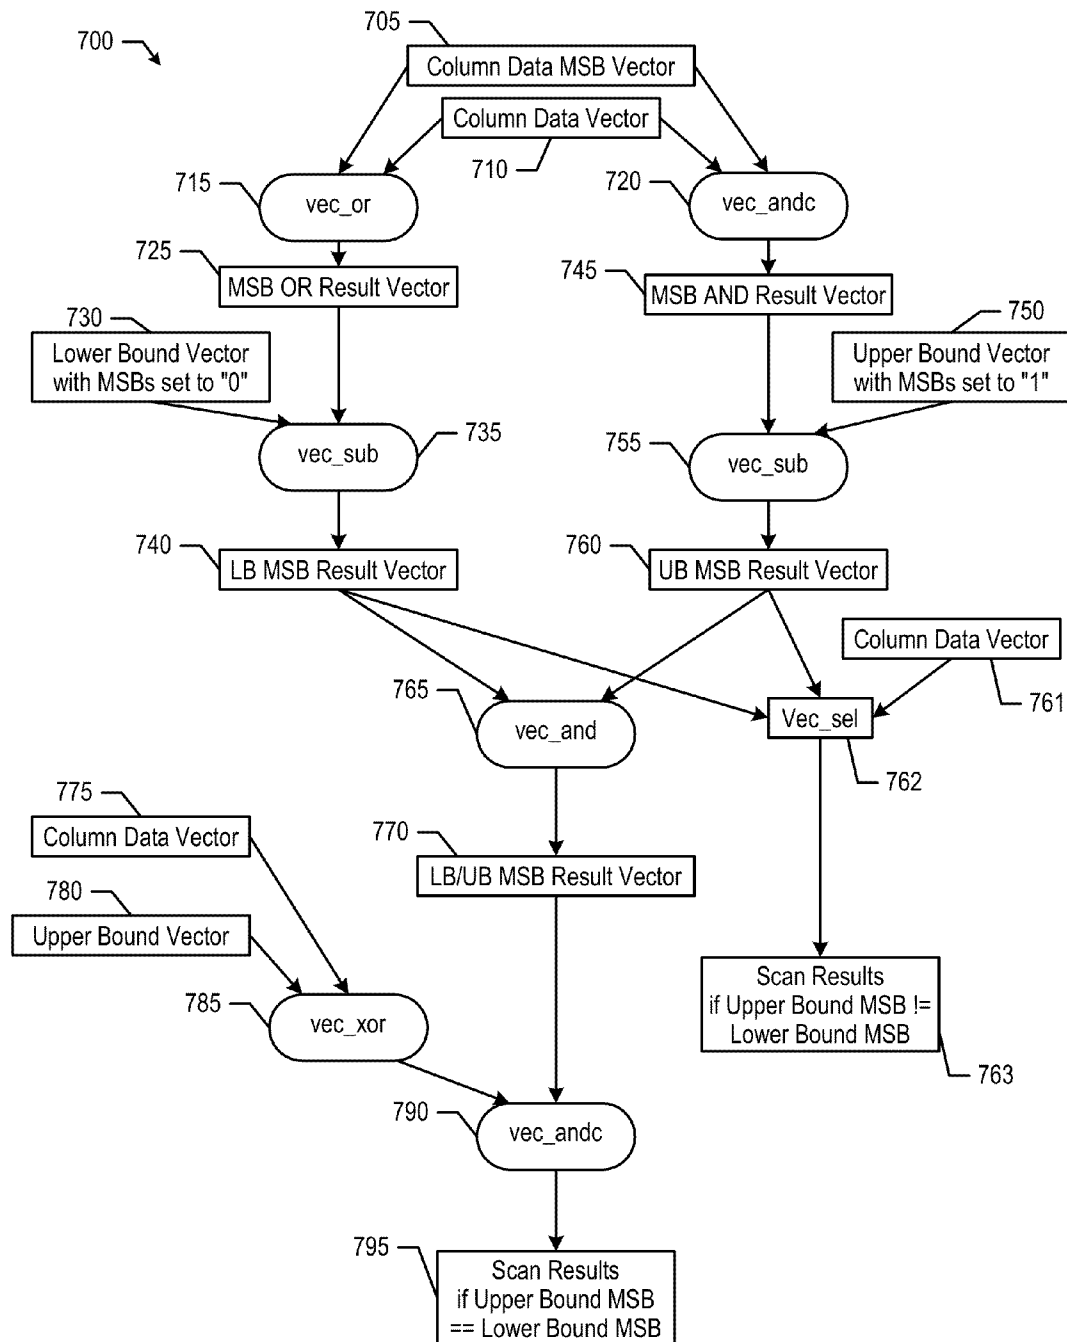 700
705
Column Data MSB Vector
Column Data Vector
710
715
vec_or
720
vec_andc
725
MSB OR Result Vector
745
MSB AND Result Vector
730
Lower Bound Vector
with MSBs set to "0"
750
Upper Bound Vector
with MSBs set to "1"
vec_sub
735
755
vec_sub
740
LB MSB Result Vector
760
UB MSB Result Vector
Column Data Vector
761
765
vec_and
Vec_sel
762
775
Column Data Vector
770
LB/UB MSB Result Vector
780
Upper Bound Vector
785
vec_xor
Scan Results
if Upper Bound MSB !=
Lower Bound MSB
763
790
vec_andc
795
Scan Results
if Upper Bound MSB
== Lower Bound MSB